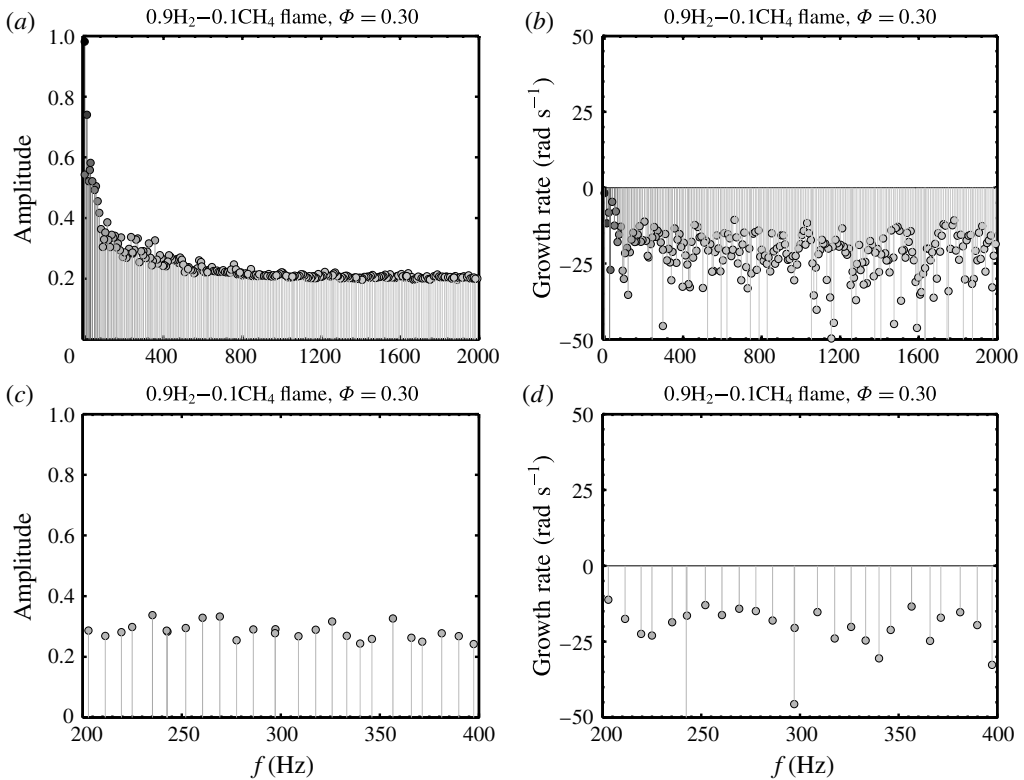 (a) 0.9H₂−0.1CH₄ flame, Φ = 0.30
Amplitude
1.0
0.8
0.6
0.4
0.2
0 400 800 1200 1600 2000
(b) 0.9H₂−0.1CH₄ flame, Φ = 0.30
Growth rate (rad s⁻¹)
50
25
0
−25
−50
0 400 800 1200 1600 2000
(c) 0.9H₂−0.1CH₄ flame, Φ = 0.30
Amplitude
1.0
0.8
0.6
0.4
0.2
0
200 250 300 350 400
f (Hz)
(d) 0.9H₂−0.1CH₄ flame, Φ = 0.30
Growth rate (rad s⁻¹)
50
25
0
−25
−50
200 250 300 350 400
f (Hz)